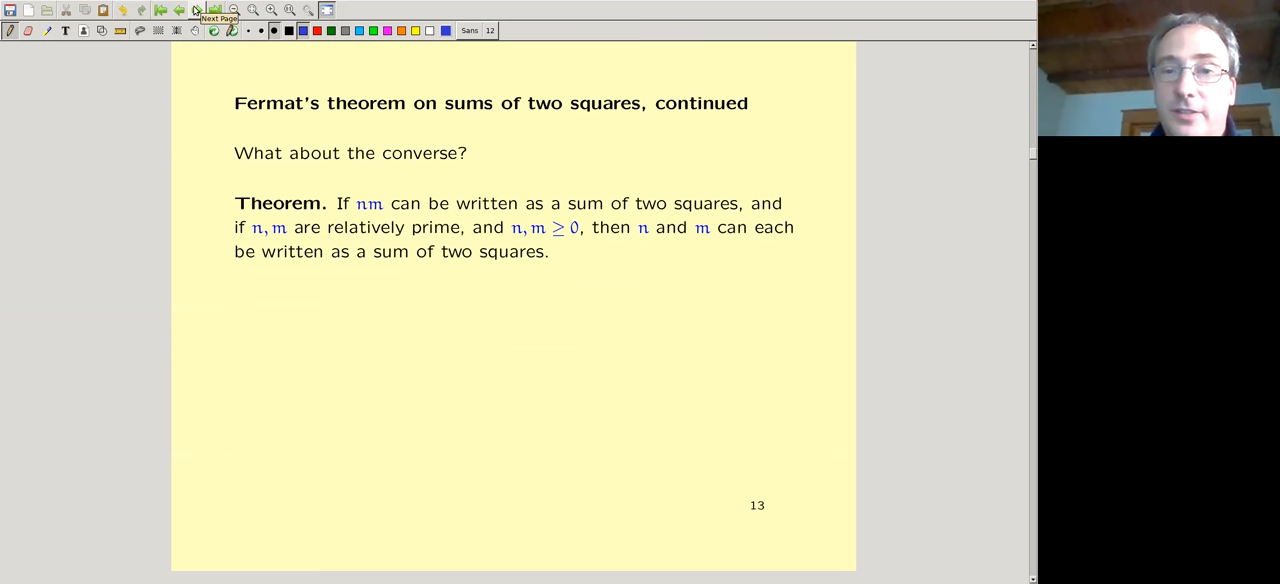 Next Page
T
Sans 12
Fermat's theorem on sums of two squares, continued
What about the converse?
Theorem. If nm can be written as a sum of two squares, and
if n, m are relatively prime, and n, m ≥ 0, then n and m can each
be written as a sum of two squares.
13